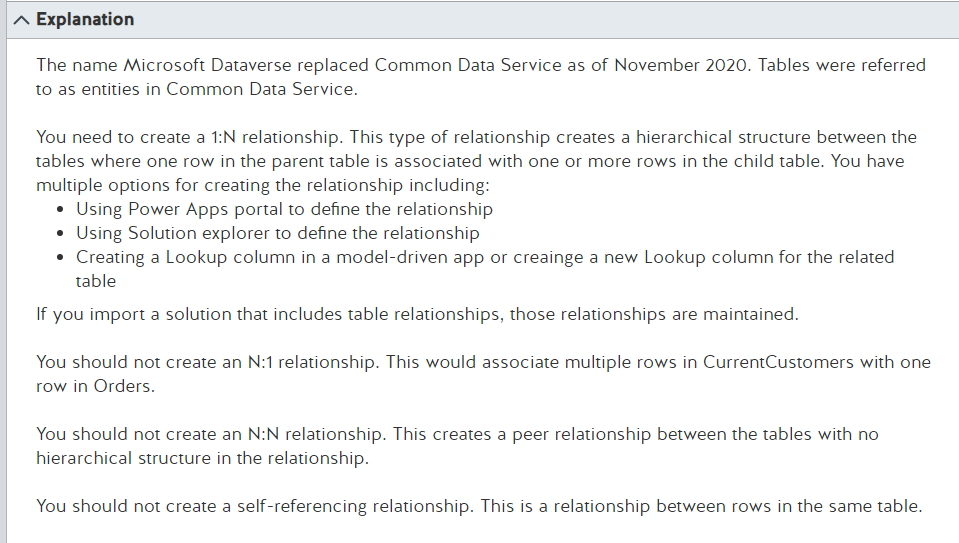 Explanation
The name Microsoft Dataverse replaced Common Data Service as of November 2020. Tables were referred
to as entities in Common Data Service.
You need to create a 1:N relationship. This type of relationship creates a hierarchical structure between the
tables where one row in the parent table is associated with one or more rows in the child table. You have
multiple options for creating the relationship including:
• Using Power Apps portal to define the relationship
• Using Solution explorer to define the relationship
• Creating a Lookup column in a model-driven app or creainge a new Lookup column for the related
table
If you import a solution that includes table relationships, those relationships are maintained.
You should not create an N:1 relationship. This would associate multiple rows in CurrentCustomers with one
row in Orders.
You should not create an N:N relationship. This creates a peer relationship between the tables with no
hierarchical structure in the relationship.
You should not create a self-referencing relationship. This is a relationship between rows in the same table.